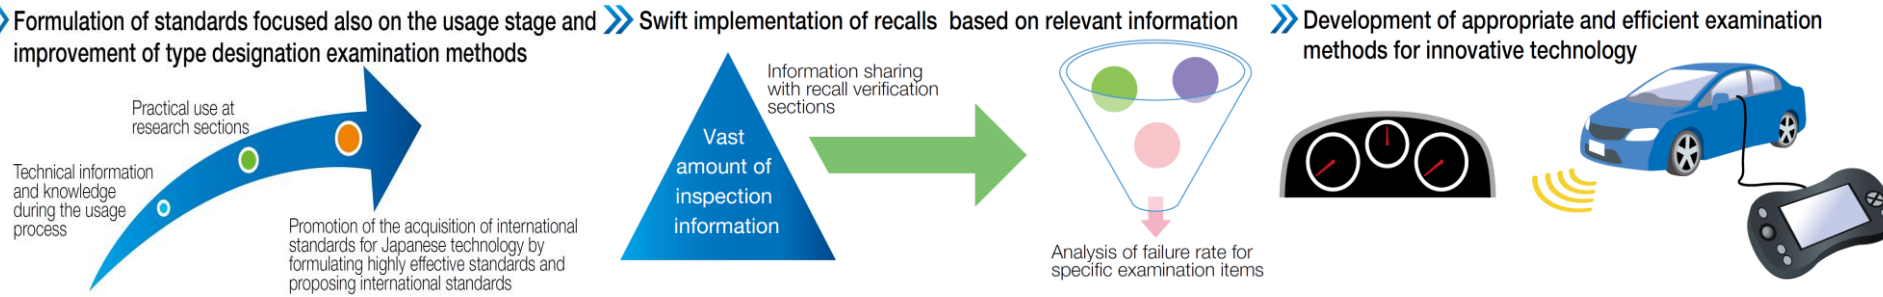 Formulation of standards focused also on the usage stage and
improvement of type designation examination methods
Practical use at
research sections
Technical information
and knowledge
during the usage
process
Promotion of the acquisition of international
standards for Japanese technology by
formulating highly effective standards and
proposing international standards
Swift implementation of recalls based on relevant information
Information sharing
with recall verification
sections
Vast
amount of
inspection
information
Analysis of failure rate for
specific examination items
Development of appropriate and efficient examination
methods for innovative technology